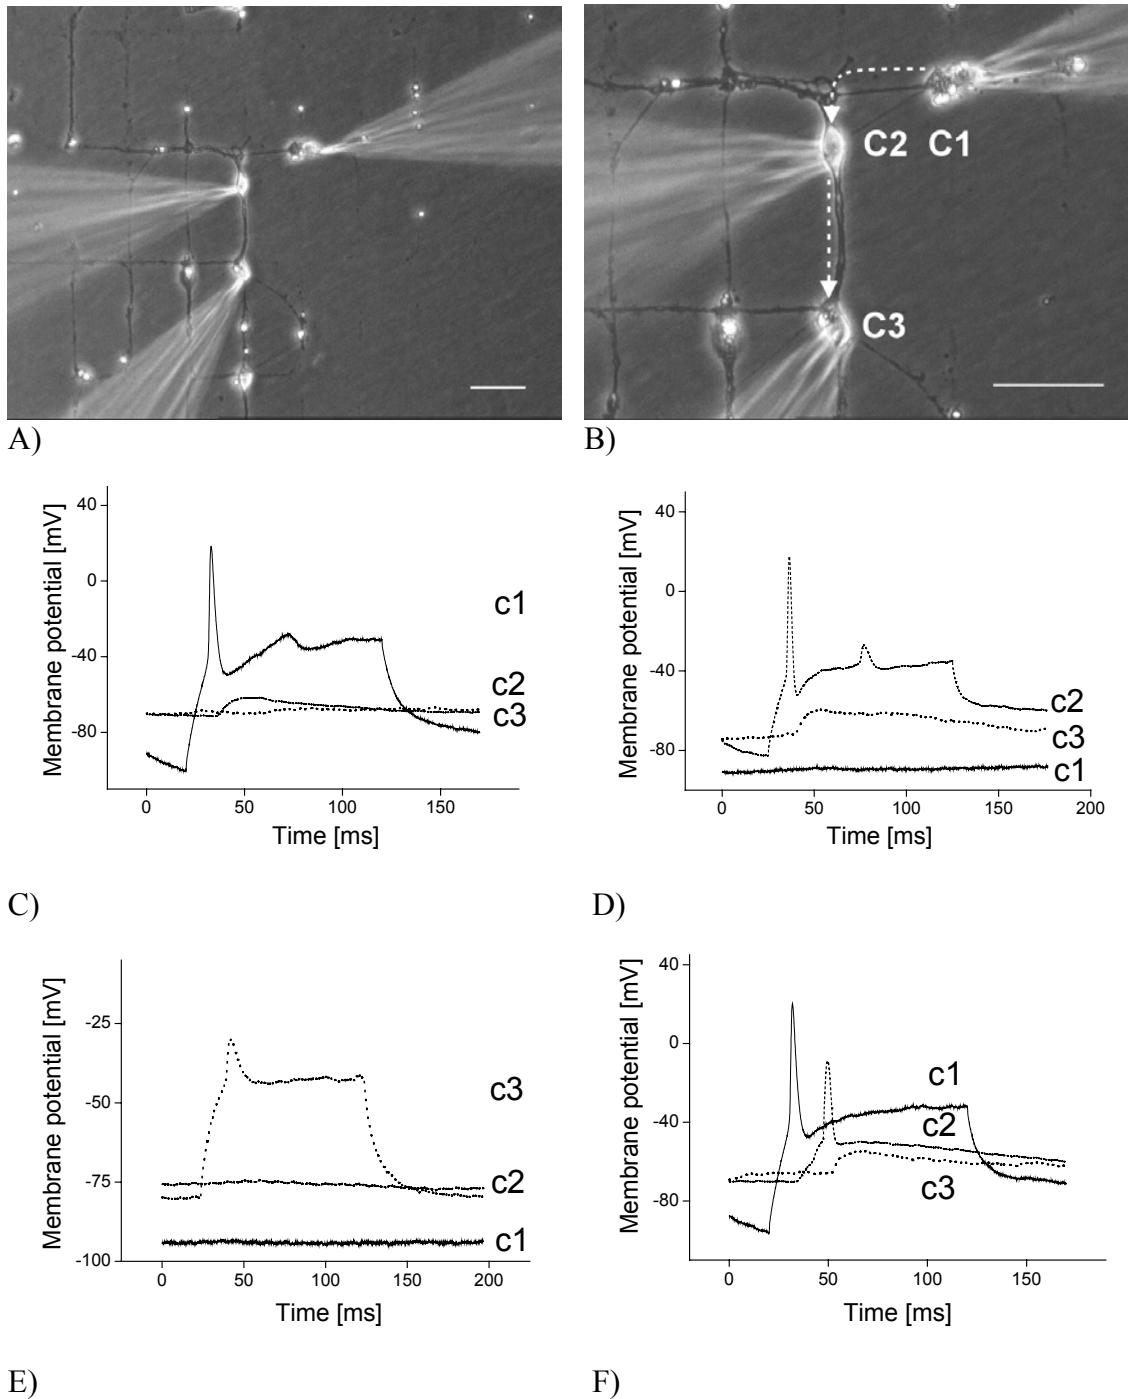 C2 C1
C3
A)
B)
Membrane potential [mV]
40
0
-40
-80
c1
c2
c3
0 50 100 150
Time [ms]
Membrane potential [mV]
40
0
-40
-80
c2
c3
c1
0 50 100 150 200
Time [ms]
C)
D)
Membrane potential [mV]
-25
-50
-75
-100
c3
c2
c1
0 50 100 150 200
Time [ms]
Membrane potential [mV]
40
0
-40
-80
c1
c2
c3
0 50 100 150
Time [ms]
E)
F)